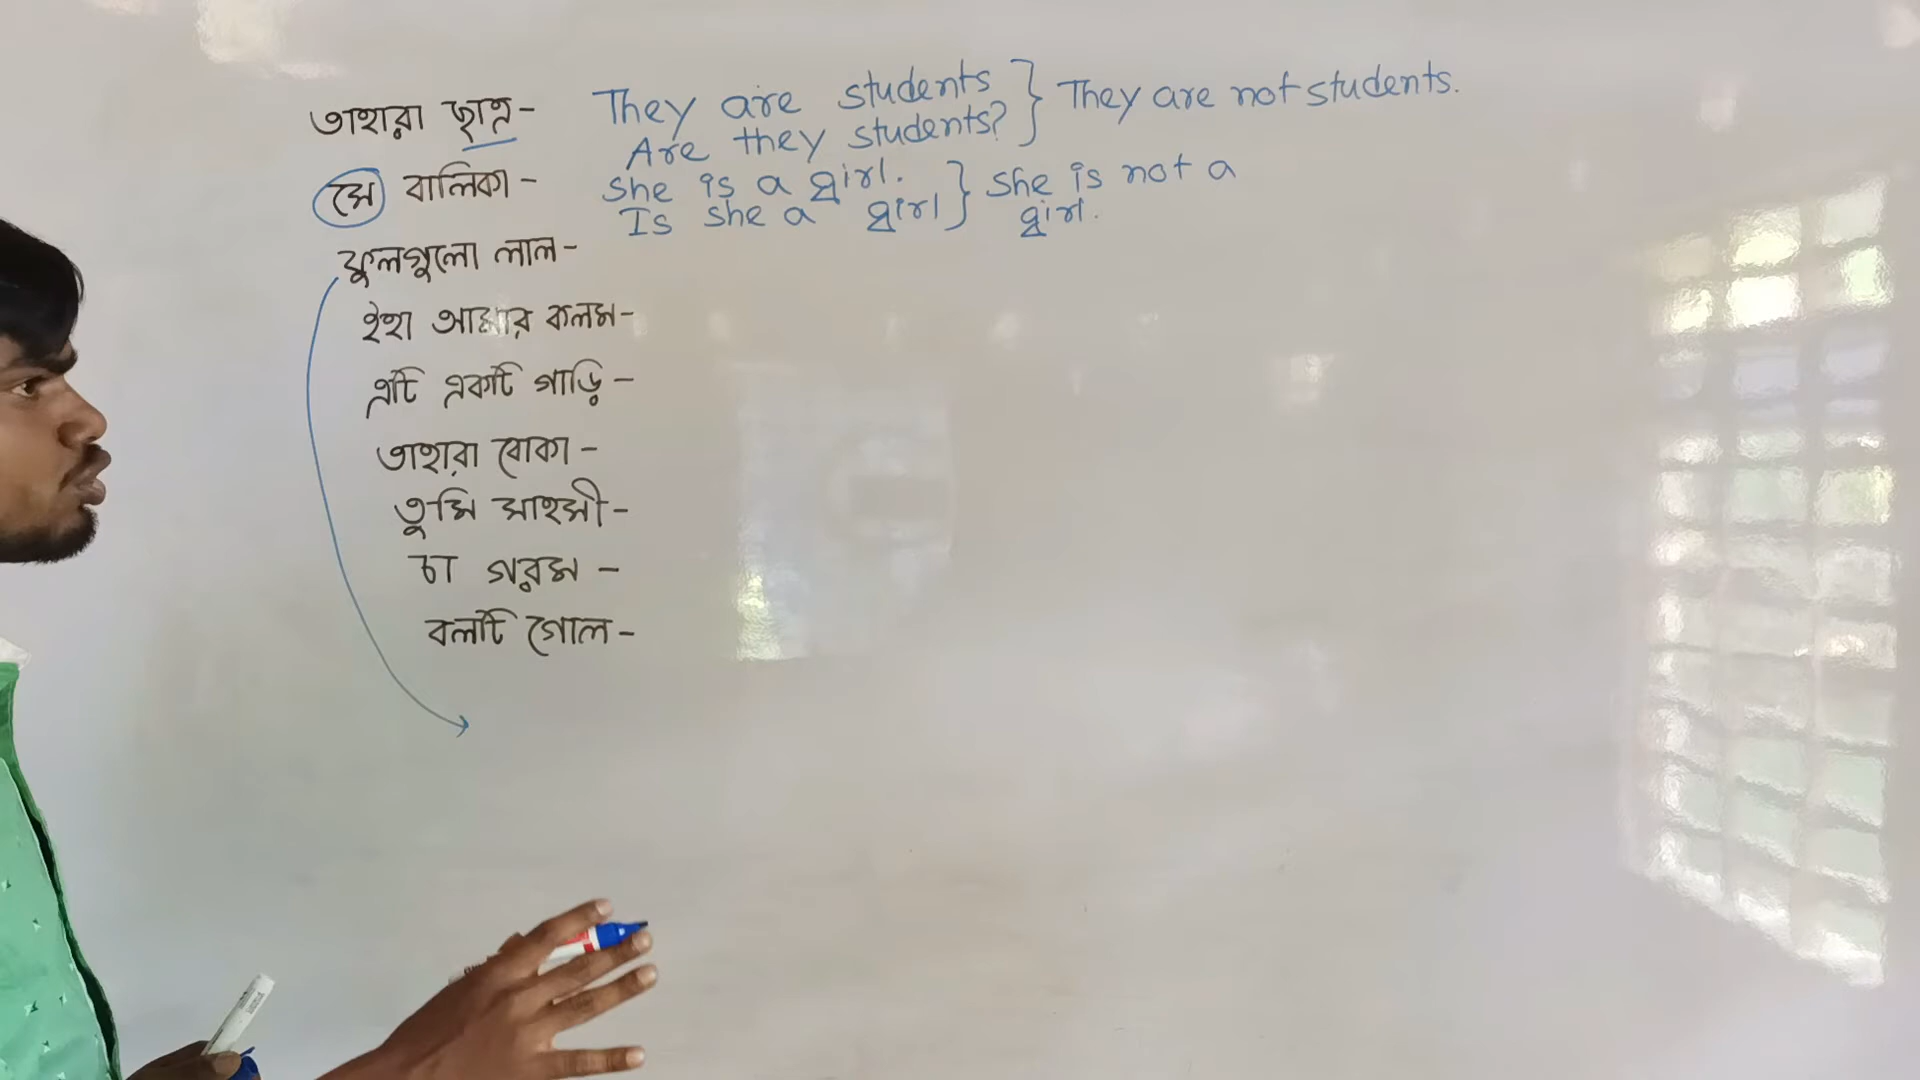 তাহারা ছাত্র - They are students } They are not students.
Are they students?
সে বালিকা - She is a girl. } She is not a
Is she a girl girl.
ফুলগুলো লাল -
ইহা আমার কলম -
এটি একটি গাড়ি -
তাহারা বোকা -
তুমি সাহসী -
চা গরম -
বলটি গোল -